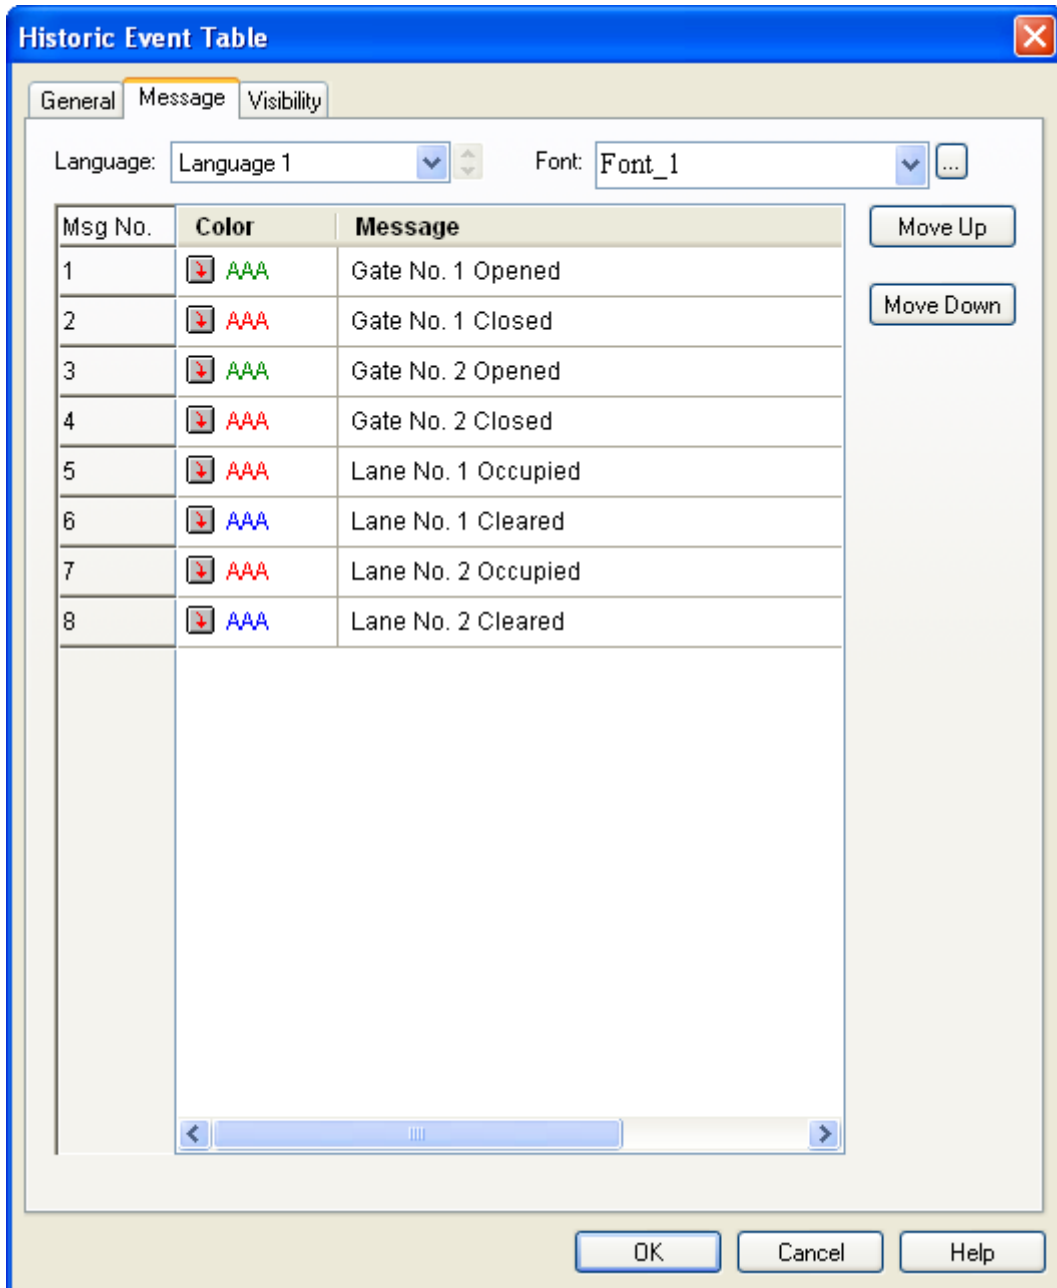 Historic Event Table
General Message Visibility
Language: Language 1 Font: Font_1 ...
Msg No. Color Message Move Up
1 AAA Gate No. 1 Opened
Move Down
2 AAA Gate No. 1 Closed
3 AAA Gate No. 2 Opened
4 AAA Gate No. 2 Closed
5 AAA Lane No. 1 Occupied
6 AAA Lane No. 1 Cleared
7 AAA Lane No. 2 Occupied
8 AAA Lane No. 2 Cleared
OK Cancel Help